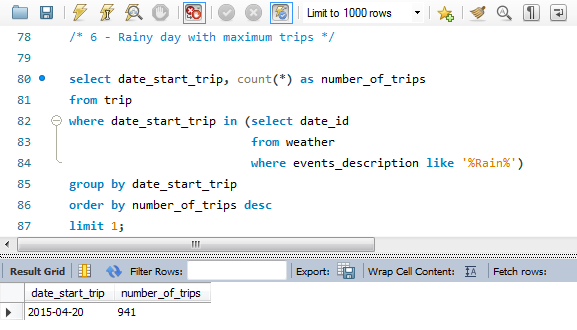 Limit to 1000 rows
78 /* 6 - Rainy day with maximum trips */
79
80 select date_start_trip, count(*) as number_of_trips
81 from trip
82 where date_start_trip in (select date_id
83 from weather
84 where events_description like '%Rain%')
85 group by date_start_trip
86 order by number_of_trips desc
87 limit 1;
Result Grid Filter Rows: Export: Wrap Cell Content: Fetch rows:
date_start_trip number_of_trips
2015-04-20 941